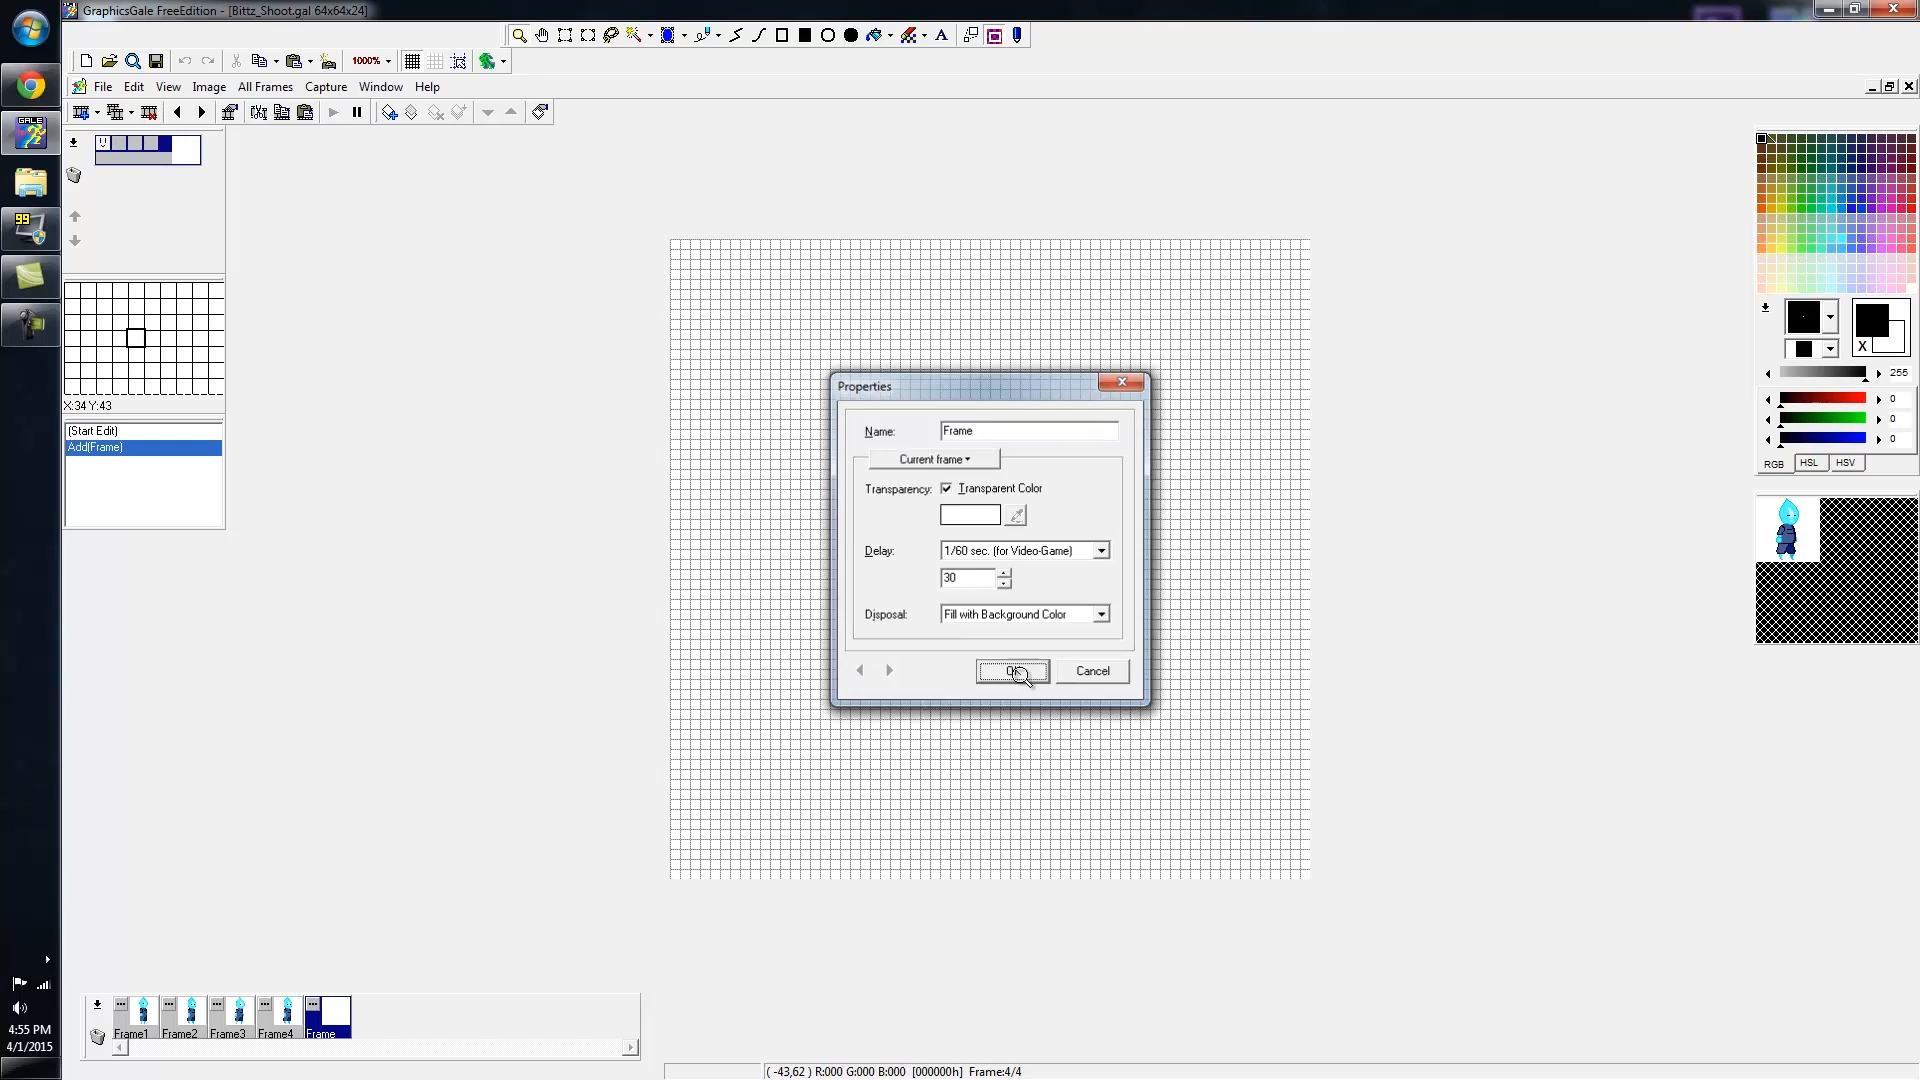 GraphicsGale FreeEdition - [Bittz_Shoot.gal 64x64x24]
1000%
File Edit View Image All Frames Capture Window Help
GALE
99
X:34 Y:43
(Start Edit)
Add(Frame)
Properties
Name: Frame
Current frame
Transparency: Transparent Color
Delay: 1/60 sec. (for Video-Game)
30
Disposal: Fill with Background Color
Cancel
X
255
0
0
0
RGB HSL HSV
Frame1 Frame2 Frame3 Frame4 Frame
4:55 PM
4/1/2015
( -43,62 ) R:000 G:000 B:000 [000000h] Frame:4/4